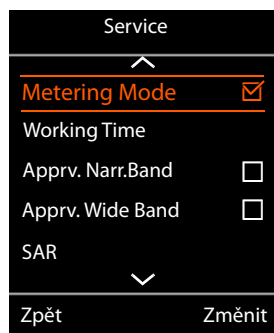 Service
Metering Mode
Working Time
Apprv. Narr.Band
Apprv. Wide Band
SAR
Zpět Změnit